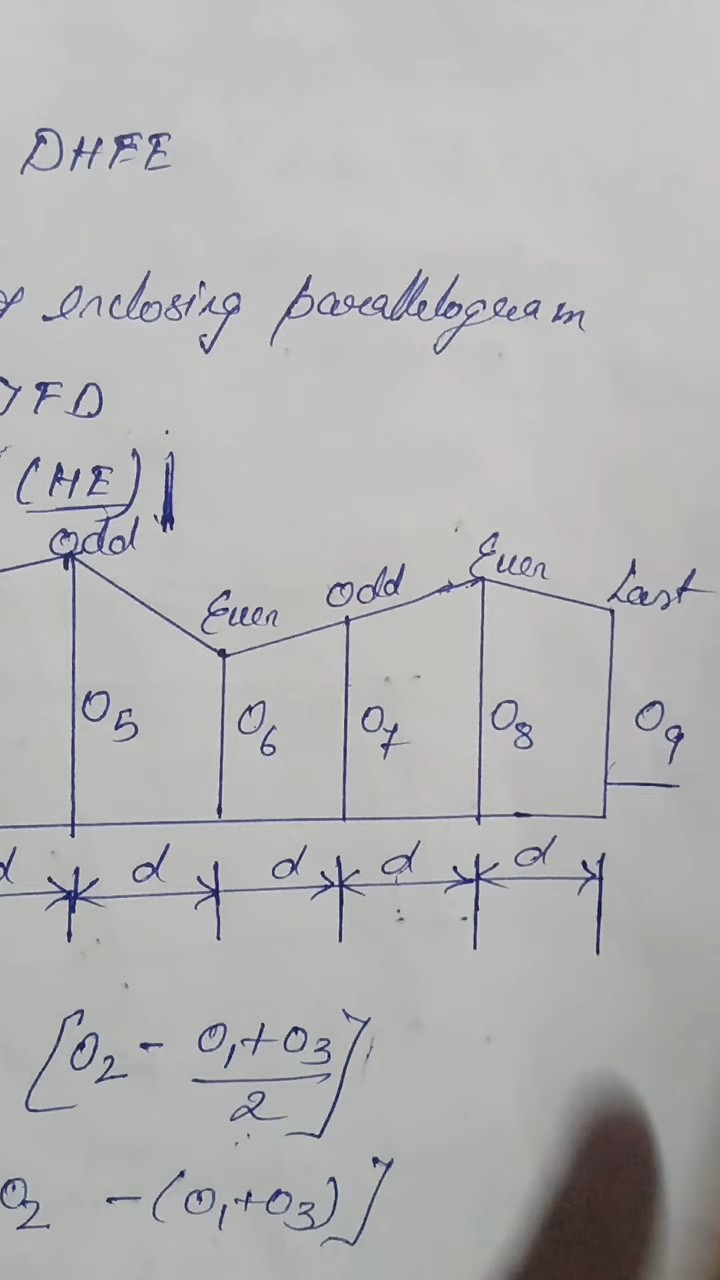 DHFE
enclosing parallelogram
FD
(HE)
Odd
Even Odd Even Last
O5 O6 O7 O8 O9
d d d d d
[O2 - O1+O3/2]
O2 - (O1+O3)]